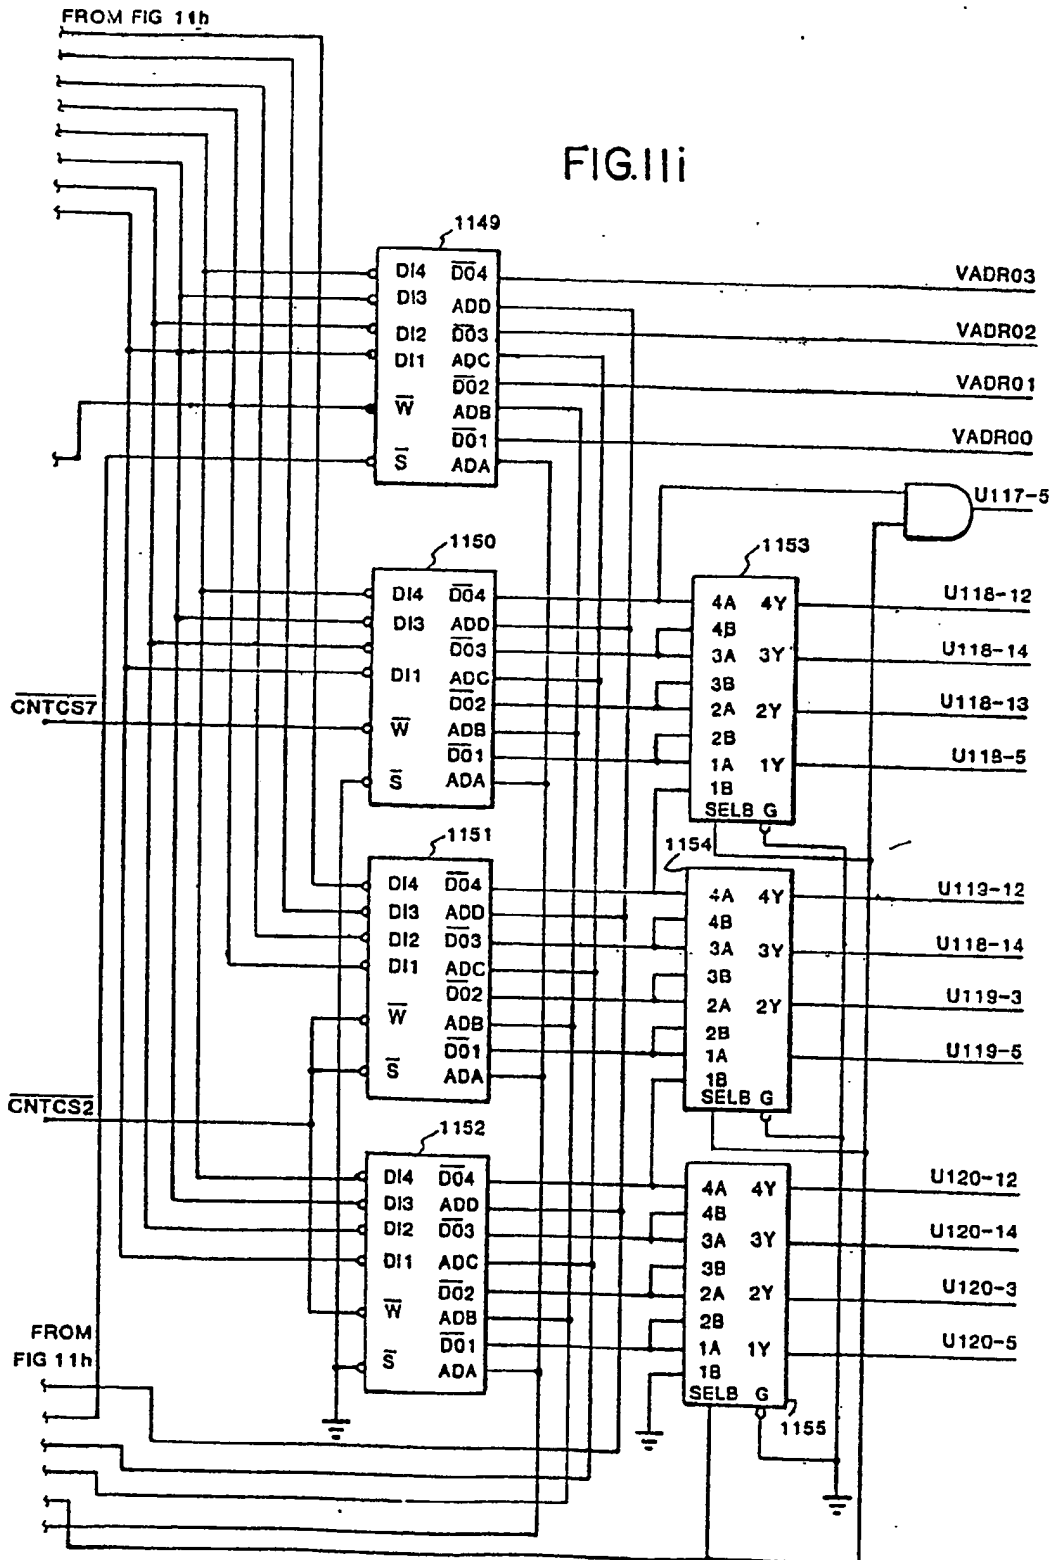 FROM FIG 11h
FIG.11i
1149
DI4 D̅O̅4 VADR03
DI3 ADD
DI2 D̅O̅3 VADR02
DI1 ADC
D̅O̅2 VADR01
W̅ ADB
D̅O̅1 VADR00
S̅ ADA
U117-5
1150
1153
DI4 D̅O̅4 4A 4Y U118-12
DI3 ADD 4B
D̅O̅3 3A 3Y U118-14
DI1 ADC 3B
C̅N̅T̅C̅S̅7̅ D̅O̅2 2A 2Y U118-13
W̅ ADB 2B
D̅O̅1 1A 1Y U118-5
S̅ ADA 1B
SELB G
1151
1154
DI4 D̅O̅4 4A 4Y U113-12
DI3 ADD 4B
DI2 D̅O̅3 3A 3Y U118-14
DI1 ADC 3B
D̅O̅2 2A 2Y U119-3
W̅ ADB 2B
D̅O̅1 1A 1Y U119-5
S̅ ADA 1B
SELB G
C̅N̅T̅C̅S̅2̅
1152
DI4 D̅O̅4 4A 4Y U120-12
DI3 ADD 4B
DI2 D̅O̅3 3A 3Y U120-14
DI1 ADC 3B
D̅O̅2 2A 2Y U120-3
W̅ ADB 2B
D̅O̅1 1A 1Y U120-5
S̅ ADA 1B
SELB G
1155
FROM
FIG 11h